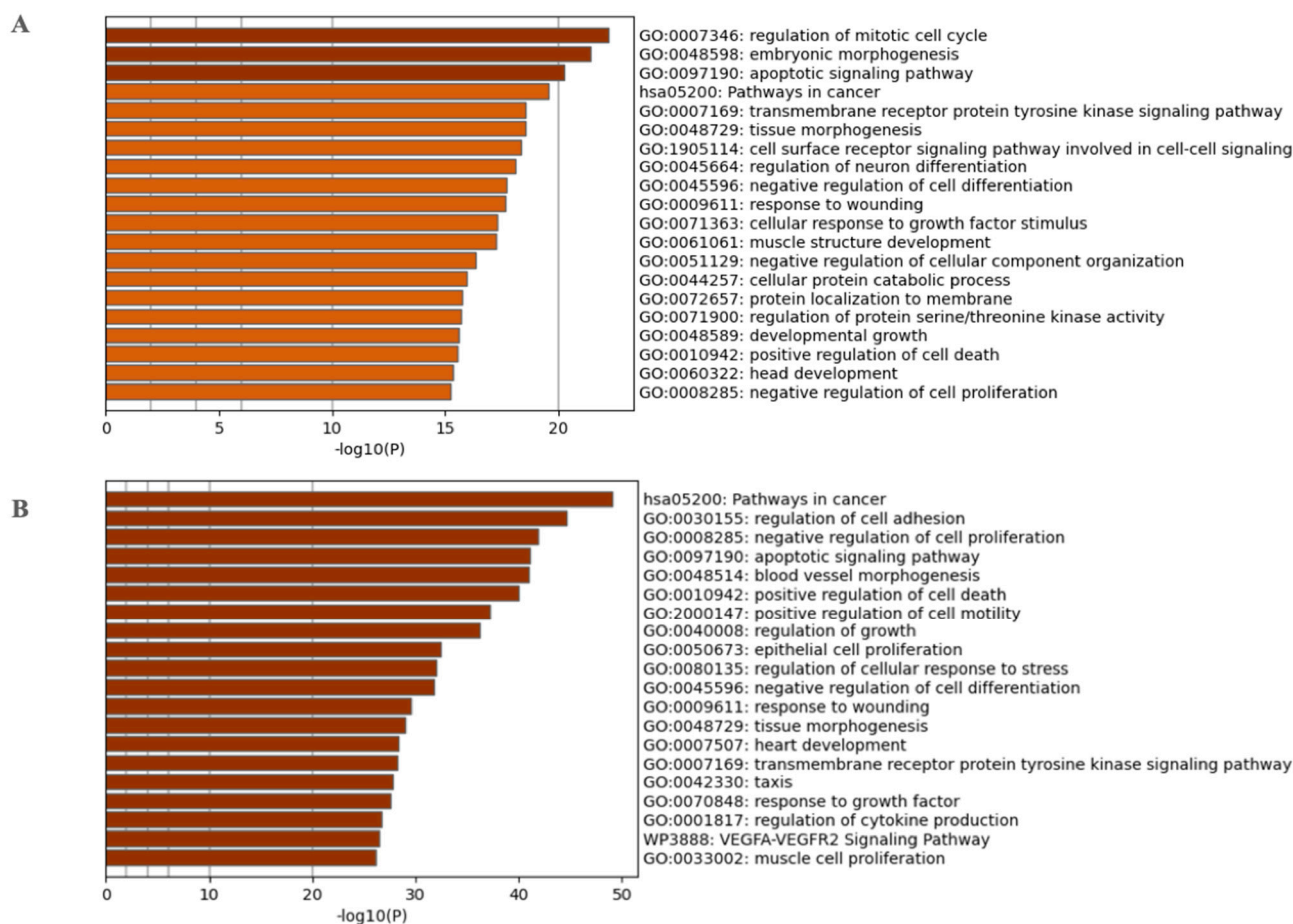 A
GO:0007346: regulation of mitotic cell cycle
GO:0048598: embryonic morphogenesis
GO:0097190: apoptotic signaling pathway
hsa05200: Pathways in cancer
GO:0007169: transmembrane receptor protein tyrosine kinase signaling pathway
GO:0048729: tissue morphogenesis
GO:1905114: cell surface receptor signaling pathway involved in cell-cell signaling
GO:0045664: regulation of neuron differentiation
GO:0045596: negative regulation of cell differentiation
GO:0009611: response to wounding
GO:0071363: cellular response to growth factor stimulus
GO:0061061: muscle structure development
GO:0051129: negative regulation of cellular component organization
GO:0044257: cellular protein catabolic process
GO:0072657: protein localization to membrane
GO:0071900: regulation of protein serine/threonine kinase activity
GO:0048589: developmental growth
GO:0010942: positive regulation of cell death
GO:0060322: head development
GO:0008285: negative regulation of cell proliferation
0 5 10 15 20
-log10(P)
B
hsa05200: Pathways in cancer
GO:0030155: regulation of cell adhesion
GO:0008285: negative regulation of cell proliferation
GO:0097190: apoptotic signaling pathway
GO:0048514: blood vessel morphogenesis
GO:0010942: positive regulation of cell death
GO:2000147: positive regulation of cell motility
GO:0040008: regulation of growth
GO:0050673: epithelial cell proliferation
GO:0080135: regulation of cellular response to stress
GO:0045596: negative regulation of cell differentiation
GO:0009611: response to wounding
GO:0048729: tissue morphogenesis
GO:0007507: heart development
GO:0007169: transmembrane receptor protein tyrosine kinase signaling pathway
GO:0042330: taxis
GO:0070848: response to growth factor
GO:0001817: regulation of cytokine production
WP3888: VEGFA-VEGFR2 Signaling Pathway
GO:0033002: muscle cell proliferation
0 10 20 30 40 50
-log10(P)